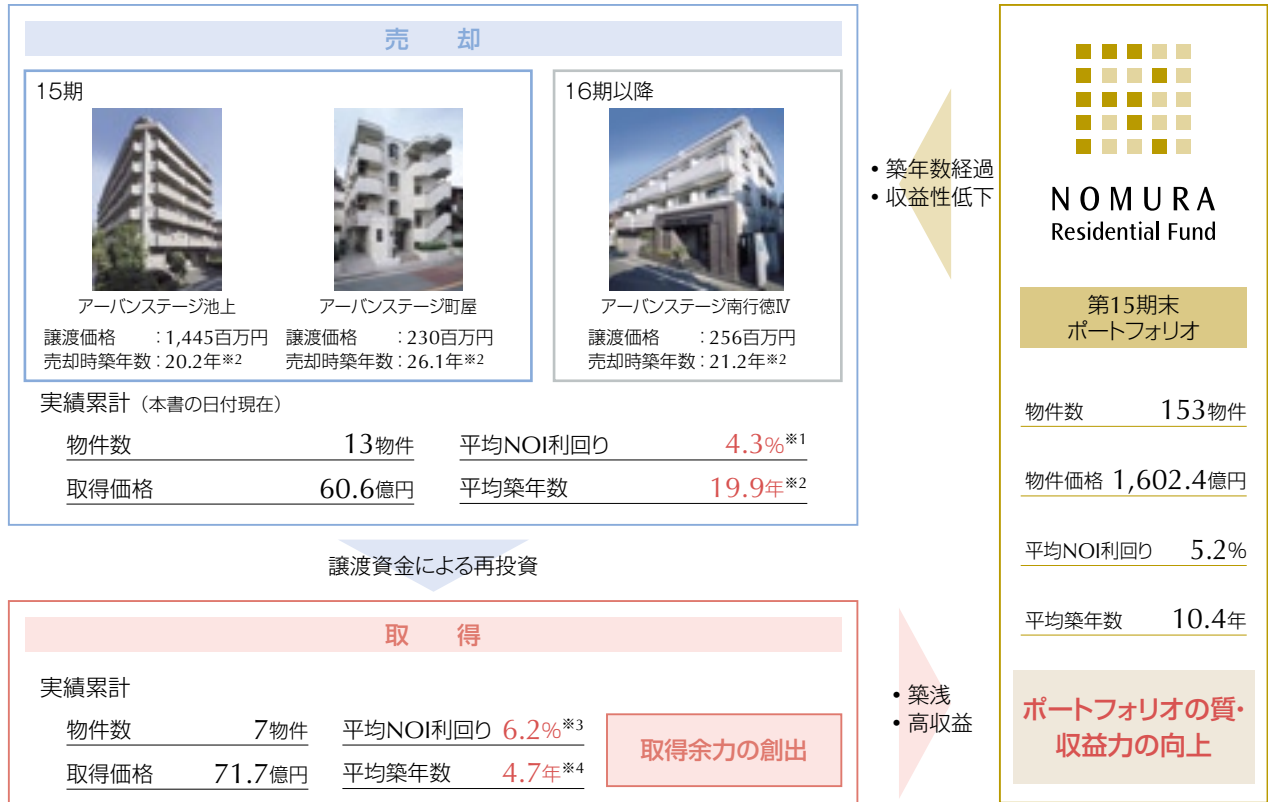 売 却
15期
アーバンステージ池上
譲渡価格 :1,445百万円
売却時築年数:20.2年※2
アーバンステージ町屋
譲渡価格 :230百万円
売却時築年数:26.1年※2
16期以降
アーバンステージ南行徳Ⅳ
譲渡価格 :256百万円
売却時築年数:21.2年※2
実績累計(本書の日付現在)
物件数 13物件
取得価格 60.6億円
平均NOI利回り 4.3%※1
平均築年数 19.9年※2
譲渡資金による再投資
取 得
実績累計
物件数 7物件
取得価格 71.7億円
平均NOI利回り 6.2%※3
平均築年数 4.7年※4
取得余力の創出
• 築年数経過
• 収益性低下
• 築浅
• 高収益
NOMURA
Residential Fund
第15期末
ポートフォリオ
物件数 153物件
物件価格 1,602.4億円
平均NOI利回り 5.2%
平均築年数 10.4年
ポートフォリオの質・
収益力の向上